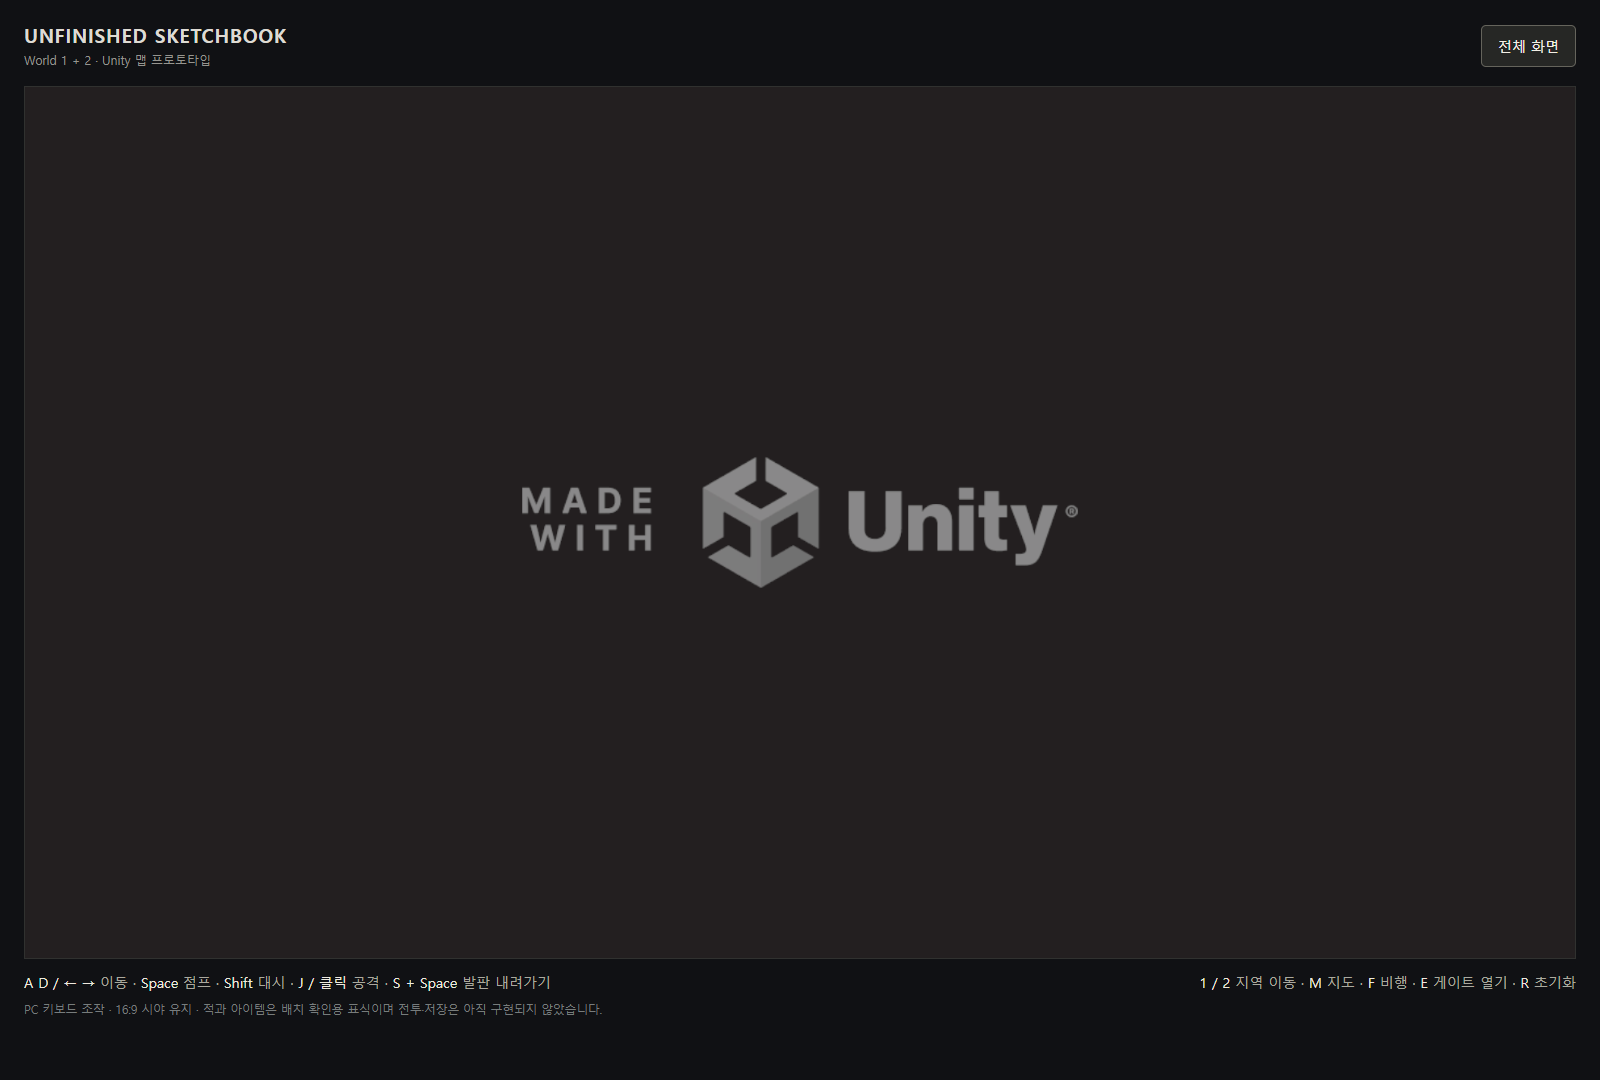 UNFINISHED SKETCHBOOK
World 1 + 2 · Unity 맵 프로토타입
전체 화면
MADE
WITH
Unity®
A D / ← → 이동 · Space 점프 · Shift 대시 · J / 클릭 공격 · S + Space 발판 내려가기
1 / 2 지역 이동 · M 지도 · F 비행 · E 게이트 열기 · R 초기화
PC 키보드 조작 · 16:9 시야 유지 · 적과 아이템은 배치 확인용 표식이며 전투·저장은 아직 구현되지 않았습니다.